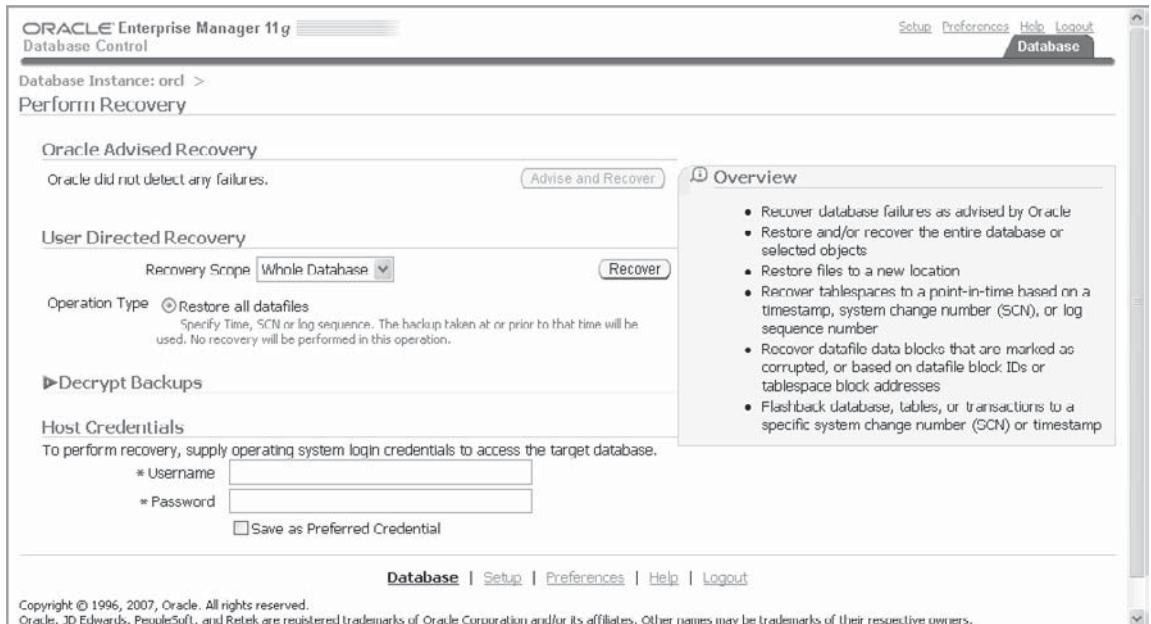 ORACLE Enterprise Manager 11g
Database Control
Setup Preferences Help Logout
Database
Database Instance: orcl >
Perform Recovery
Oracle Advised Recovery
Oracle did not detect any failures.
Advise and Recover
User Directed Recovery
Recovery Scope Whole Database
Recover
Operation Type Restore all datafiles
Specify Time, SCN or log sequence. The backup taken at or prior to that time will be
used. No recovery will be performed in this operation.
Decrypt Backups
Host Credentials
To perform recovery, supply operating system login credentials to access the target database.
* Username
* Password
Save as Preferred Credential
Overview
• Recover database failures as advised by Oracle
• Restore and/or recover the entire database or
selected objects
• Restore files to a new location
• Recover tablespaces to a point-in-time based on a
timestamp, system change number (SCN), or log
sequence number
• Recover datafile data blocks that are marked as
corrupted, or based on datafile block IDs or
tablespace block addresses
• Flashback database, tables, or transactions to a
specific system change number (SCN) or timestamp
Database | Setup | Preferences | Help | Logout
Copyright © 1996, 2007, Oracle. All rights reserved.
Oracle, JD Edwards, PeopleSoft, and Retek are registered trademarks of Oracle Corporation and/or its affiliates. Other names may be trademarks of their respective owners.